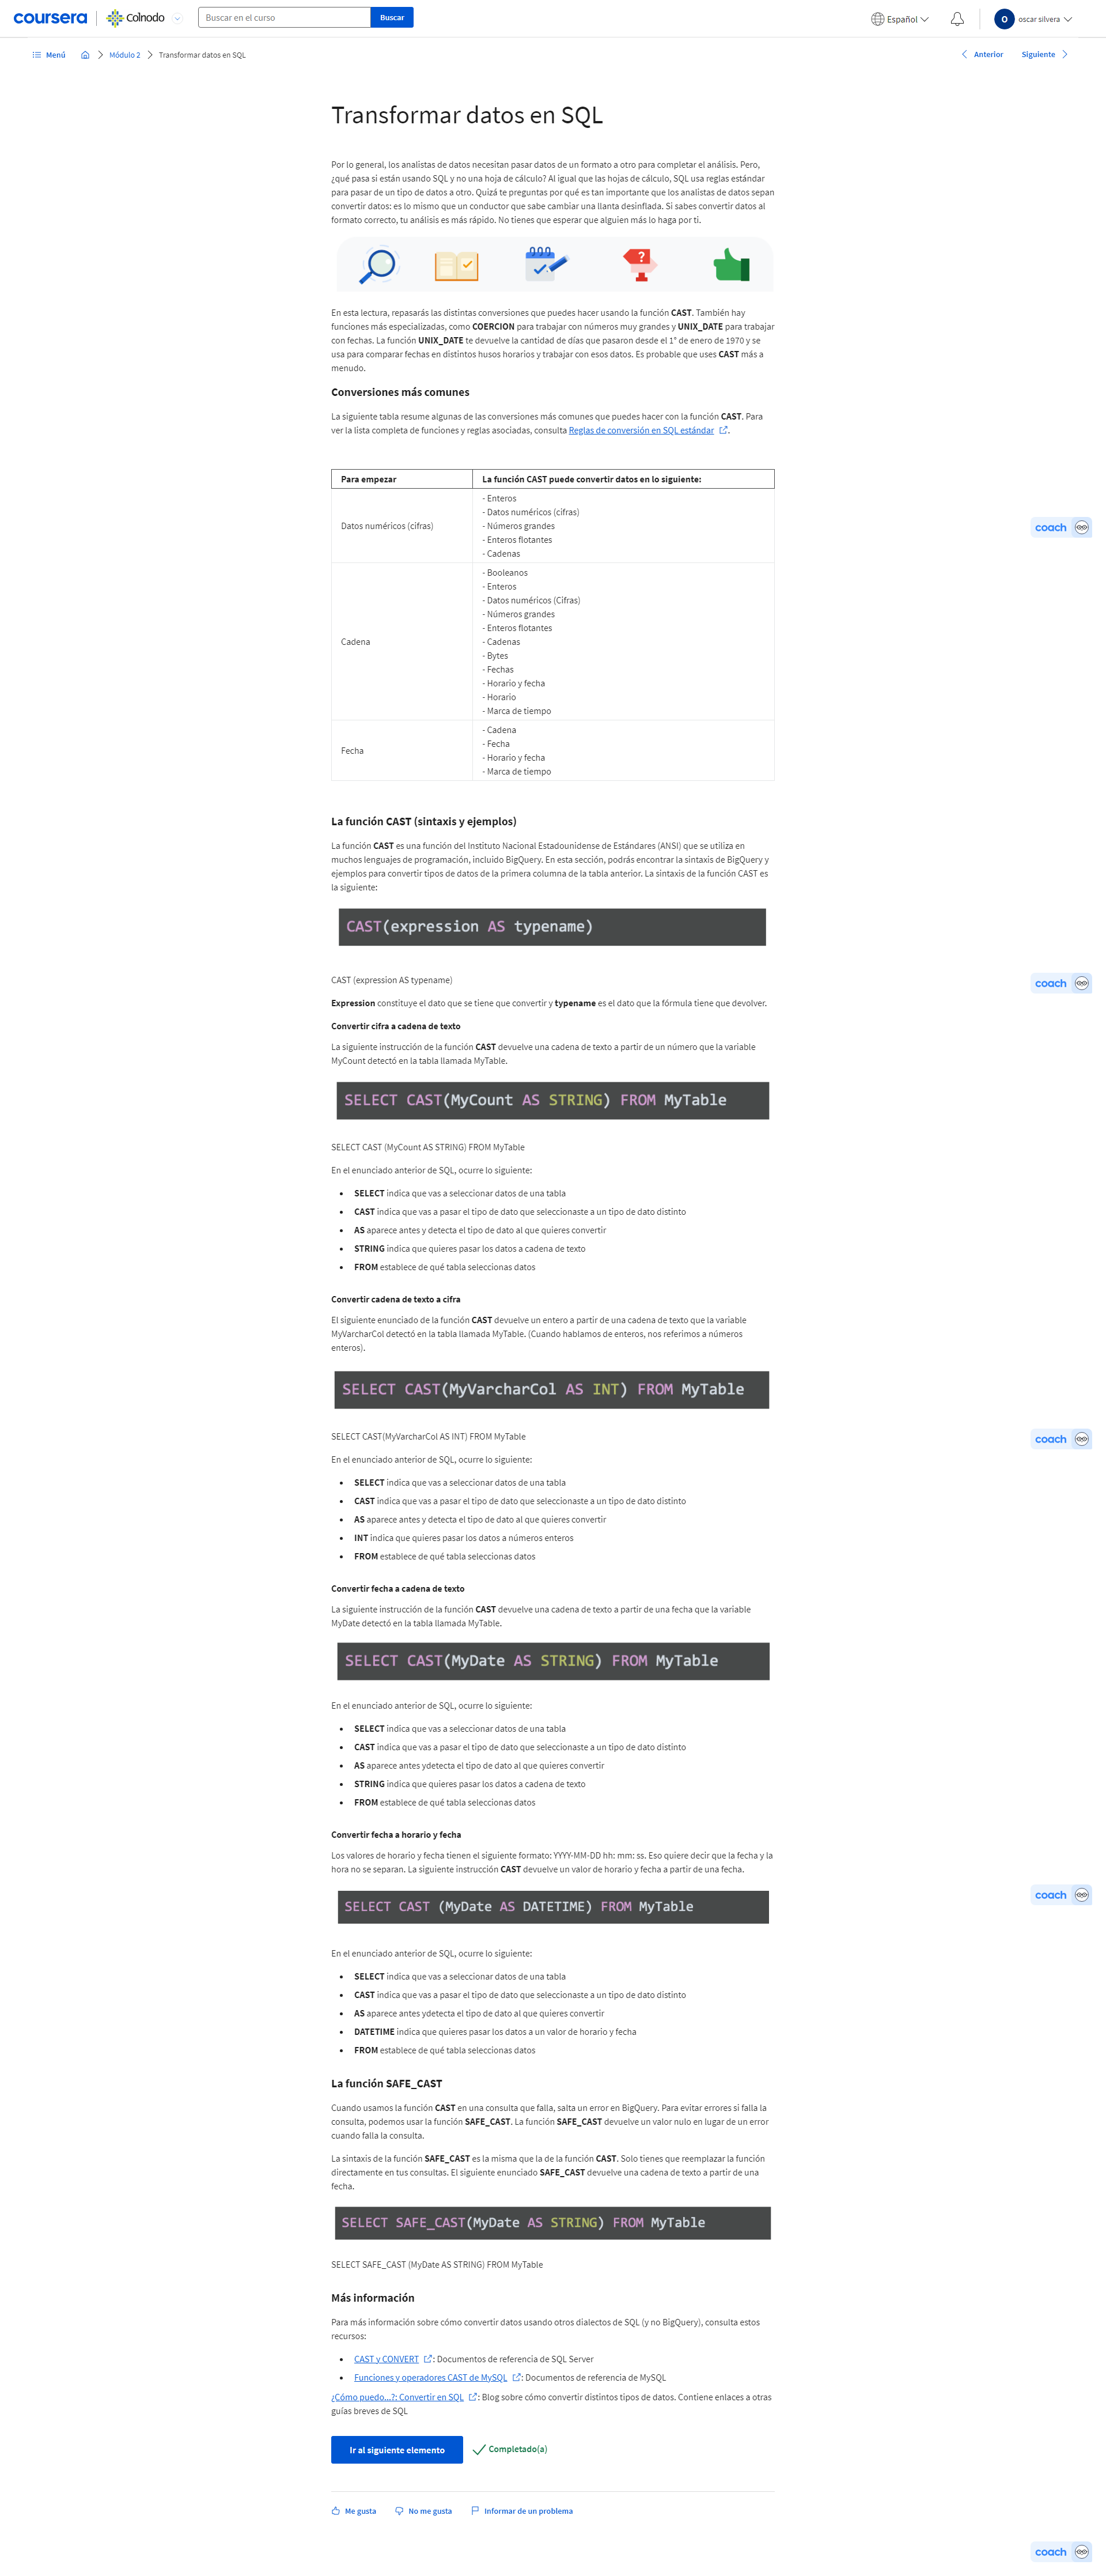 coursera
Colnodo
Buscar en el curso
Buscar
Español
O
oscar silvera
Menú
Módulo 2
Transformar datos en SQL
Anterior
Siguiente
Transformar datos en SQL
Por lo general, los analistas de datos necesitan pasar datos de un formato a otro para completar el análisis. Pero,
¿qué pasa si están usando SQL y no una hoja de cálculo? Al igual que las hojas de cálculo, SQL usa reglas estándar
para pasar de un tipo de datos a otro. Quizá te preguntas por qué es tan importante que los analistas de datos sepan
convertir datos: es lo mismo que un conductor que sabe cambiar una llanta desinflada. Si sabes convertir datos al
formato correcto, tu análisis es más rápido. No tienes que esperar que alguien más lo haga por ti.
?
En esta lectura, repasarás las distintas conversiones que puedes hacer usando la función CAST. También hay
funciones más especializadas, como COERCION para trabajar con números muy grandes y UNIX_DATE para trabajar
con fechas. La función UNIX_DATE te devuelve la cantidad de días que pasaron desde el 1° de enero de 1970 y se
usa para comparar fechas en distintos husos horarios y trabajar con esos datos. Es probable que uses CAST más a
menudo.
Conversiones más comunes
La siguiente tabla resume algunas de las conversiones más comunes que puedes hacer con la función CAST. Para
ver la lista completa de funciones y reglas asociadas, consulta Reglas de conversión en SQL estándar.
Para empezar
La función CAST puede convertir datos en lo siguiente:
Datos numéricos (cifras)
- Enteros
- Datos numéricos (cifras)
- Números grandes
- Enteros flotantes
- Cadenas
Cadena
- Booleanos
- Enteros
- Datos numéricos (Cifras)
- Números grandes
- Enteros flotantes
- Cadenas
- Bytes
- Fechas
- Horario y fecha
- Horario
- Marca de tiempo
Fecha
- Cadena
- Fecha
- Horario y fecha
- Marca de tiempo
coach
La función CAST (sintaxis y ejemplos)
La función CAST es una función del Instituto Nacional Estadounidense de Estándares (ANSI) que se utiliza en
muchos lenguajes de programación, incluido BigQuery. En esta sección, podrás encontrar la sintaxis de BigQuery y
ejemplos para convertir tipos de datos de la primera columna de la tabla anterior. La sintaxis de la función CAST es
la siguiente:
CAST(expression AS typename)
CAST (expression AS typename)
coach
Expression constituye el dato que se tiene que convertir y typename es el dato que la fórmula tiene que devolver.
Convertir cifra a cadena de texto
La siguiente instrucción de la función CAST devuelve una cadena de texto a partir de un número que la variable
MyCount detectó en la tabla llamada MyTable.
SELECT CAST(MyCount AS STRING) FROM MyTable
SELECT CAST (MyCount AS STRING) FROM MyTable
En el enunciado anterior de SQL, ocurre lo siguiente:
• SELECT indica que vas a seleccionar datos de una tabla
• CAST indica que vas a pasar el tipo de dato que seleccionaste a un tipo de dato distinto
• AS aparece antes y detecta el tipo de dato al que quieres convertir
• STRING indica que quieres pasar los datos a cadena de texto
• FROM establece de qué tabla seleccionas datos
Convertir cadena de texto a cifra
El siguiente enunciado de la función CAST devuelve un entero a partir de una cadena de texto que la variable
MyVarcharCol detectó en la tabla llamada MyTable. (Cuando hablamos de enteros, nos referimos a números
enteros).
SELECT CAST(MyVarcharCol AS INT) FROM MyTable
SELECT CAST(MyVarcharCol AS INT) FROM MyTable
coach
En el enunciado anterior de SQL, ocurre lo siguiente:
• SELECT indica que vas a seleccionar datos de una tabla
• CAST indica que vas a pasar el tipo de dato que seleccionaste a un tipo de dato distinto
• AS aparece antes y detecta el tipo de dato al que quieres convertir
• INT indica que quieres pasar los datos a números enteros
• FROM establece de qué tabla seleccionas datos
Convertir fecha a cadena de texto
La siguiente instrucción de la función CAST devuelve una cadena de texto a partir de una fecha que la variable
MyDate detectó en la tabla llamada MyTable.
SELECT CAST(MyDate AS STRING) FROM MyTable
En el enunciado anterior de SQL, ocurre lo siguiente:
• SELECT indica que vas a seleccionar datos de una tabla
• CAST indica que vas a pasar el tipo de dato que seleccionaste a un tipo de dato distinto
• AS aparece antes ydetecta el tipo de dato al que quieres convertir
• STRING indica que quieres pasar los datos a cadena de texto
• FROM establece de qué tabla seleccionas datos
Convertir fecha a horario y fecha
Los valores de horario y fecha tienen el siguiente formato: YYYY-MM-DD hh: mm: ss. Eso quiere decir que la fecha y la
hora no se separan. La siguiente instrucción CAST devuelve un valor de horario y fecha a partir de una fecha.
coach
SELECT CAST (MyDate AS DATETIME) FROM MyTable
En el enunciado anterior de SQL, ocurre lo siguiente:
• SELECT indica que vas a seleccionar datos de una tabla
• CAST indica que vas a pasar el tipo de dato que seleccionaste a un tipo de dato distinto
• AS aparece antes ydetecta el tipo de dato al que quieres convertir
• DATETIME indica que quieres pasar los datos a un valor de horario y fecha
• FROM establece de qué tabla seleccionas datos
La función SAFE_CAST
Cuando usamos la función CAST en una consulta que falla, salta un error en BigQuery. Para evitar errores si falla la
consulta, podemos usar la función SAFE_CAST. La función SAFE_CAST devuelve un valor nulo en lugar de un error
cuando falla la consulta.
La sintaxis de la función SAFE_CAST es la misma que la de la función CAST. Solo tienes que reemplazar la función
directamente en tus consultas. El siguiente enunciado SAFE_CAST devuelve una cadena de texto a partir de una
fecha.
SELECT SAFE_CAST(MyDate AS STRING) FROM MyTable
SELECT SAFE_CAST (MyDate AS STRING) FROM MyTable
Más información
Para más información sobre cómo convertir datos usando otros dialectos de SQL (y no BigQuery), consulta estos
recursos:
• CAST y CONVERT: Documentos de referencia de SQL Server
• Funciones y operadores CAST de MySQL: Documentos de referencia de MySQL
¿Cómo puedo...?: Convertir en SQL: Blog sobre cómo convertir distintos tipos de datos. Contiene enlaces a otras
guías breves de SQL
Ir al siguiente elemento
Completado(a)
Me gusta
No me gusta
Informar de un problema
coach